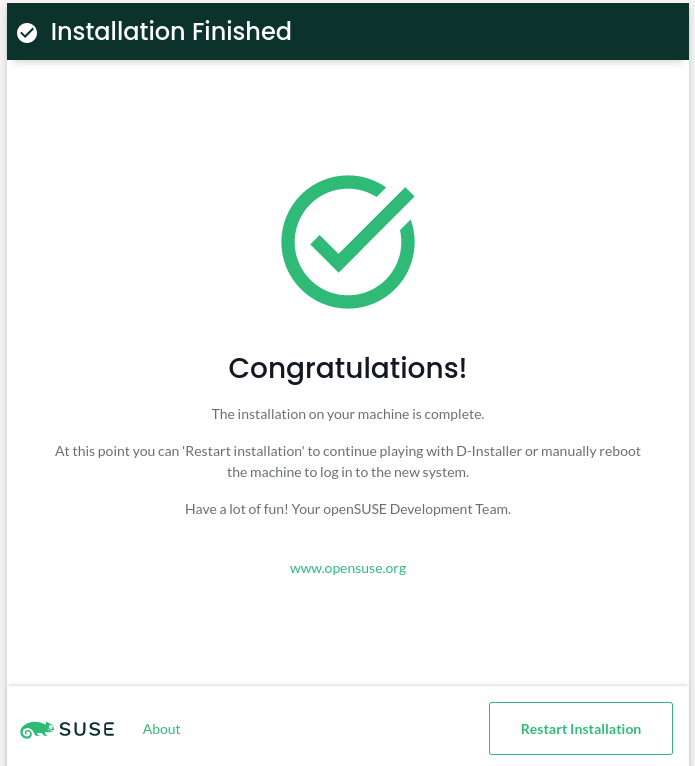 Installation Finished
Congratulations!
The installation on your machine is complete.
At this point you can 'Restart installation' to continue playing with D-Installer or manually reboot
the machine to log in to the new system.
Have a lot of fun! Your openSUSE Development Team.
www.opensuse.org
SUSE About Restart Installation